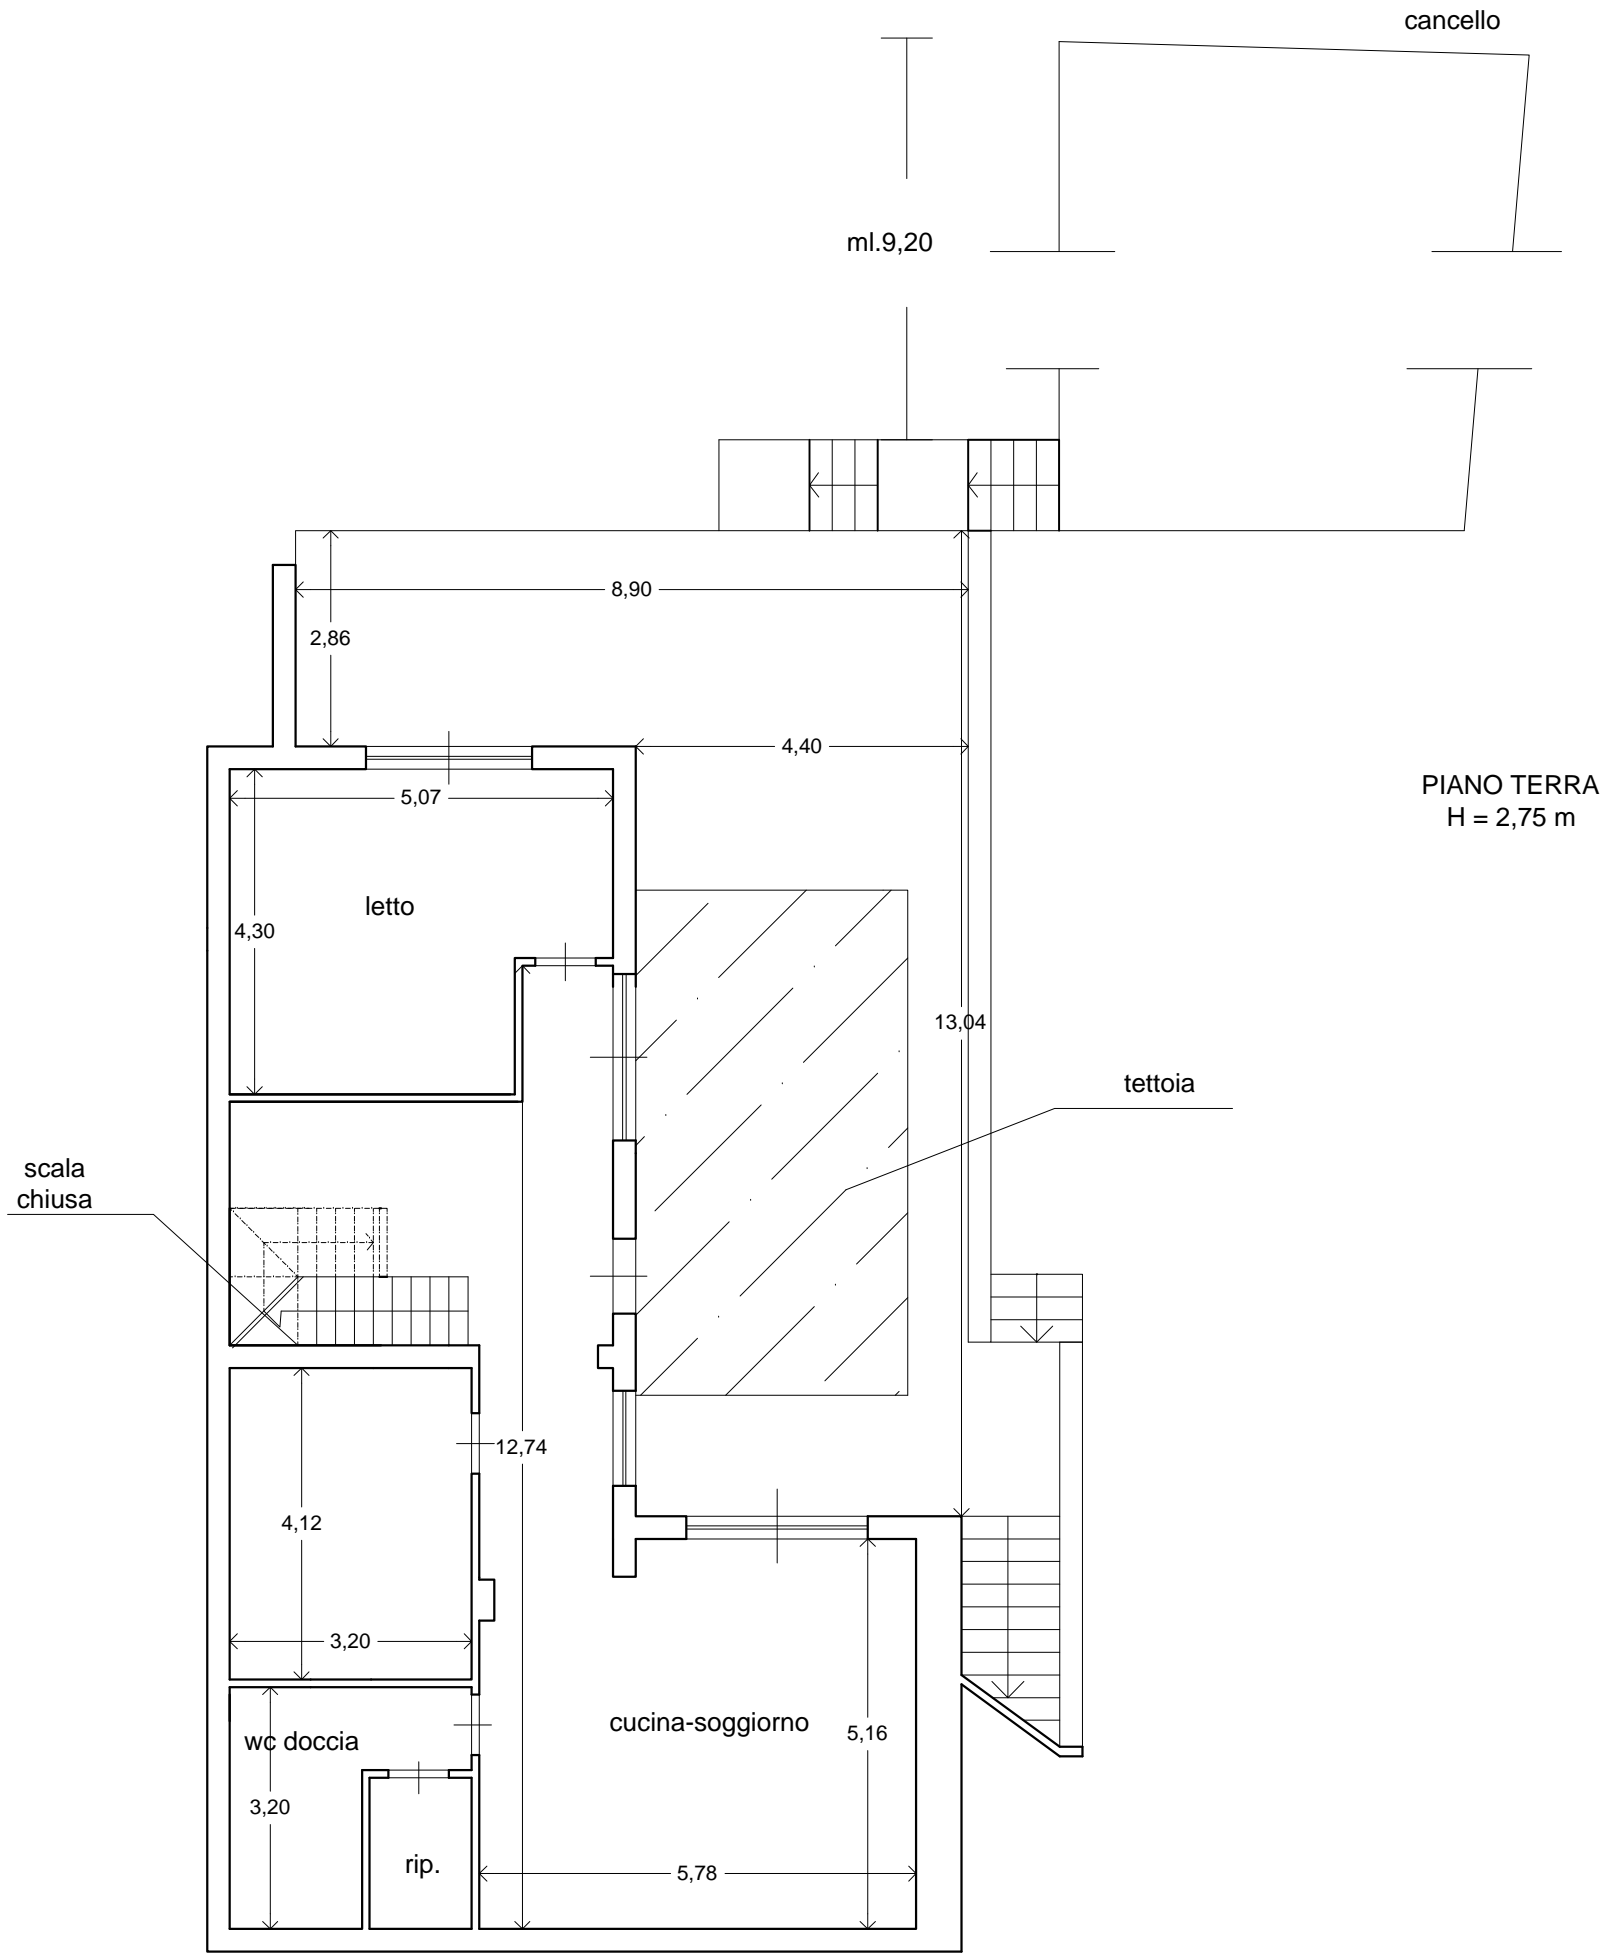 cancello
ml.9,20
8,90
2,86
4,40
5,07
PIANO TERRA
H = 2,75 m
letto
4,30
13,04
tettoia
scala
chiusa
12,74
4,12
3,20
cucina-soggiorno
5,16
wc doccia
3,20
rip.
5,78